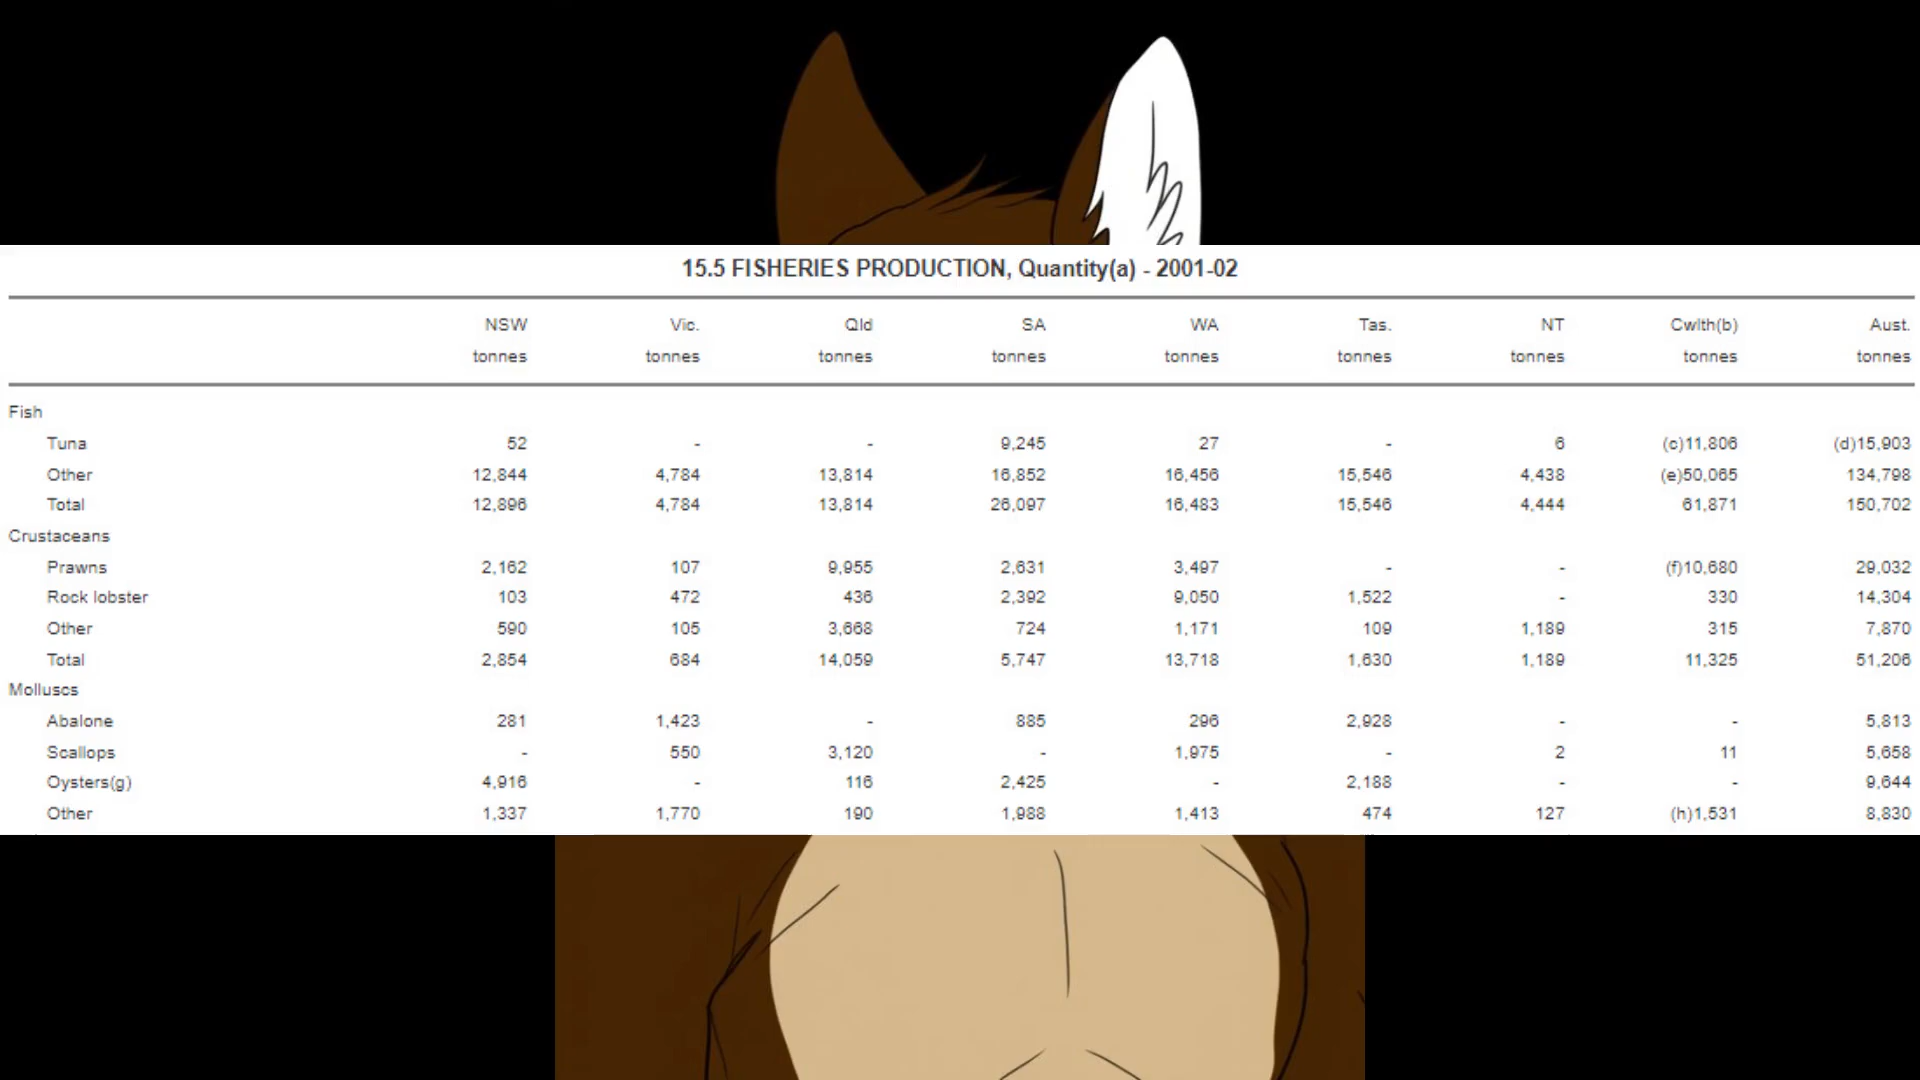 15.5 FISHERIES PRODUCTION, Quantity(a) - 2001-02
NSW Vic. Qld SA WA Tas. NT Cwlth(b) Aust.
tonnes tonnes tonnes tonnes tonnes tonnes tonnes tonnes tonnes
Fish
Tuna 52 - - 9,245 27 - 6 (c)11,806 (d)15,903
Other 12,844 4,784 13,814 16,852 16,456 15,546 4,438 (e)50,065 134,798
Total 12,896 4,784 13,814 26,097 16,483 15,546 4,444 61,871 150,702
Crustaceans
Prawns 2,162 107 9,955 2,631 3,497 - - (f)10,680 29,032
Rock lobster 103 472 436 2,392 9,050 1,522 - 330 14,304
Other 590 105 3,668 724 1,171 109 1,189 315 7,870
Total 2,854 684 14,059 5,747 13,718 1,630 1,189 11,325 51,206
Molluscs
Abalone 281 1,423 - 885 296 2,928 - - 5,813
Scallops - 550 3,120 - 1,975 - 2 11 5,658
Oysters(g) 4,916 - 116 2,425 - 2,188 - - 9,644
Other 1,337 1,770 190 1,988 1,413 474 127 (h)1,531 8,830